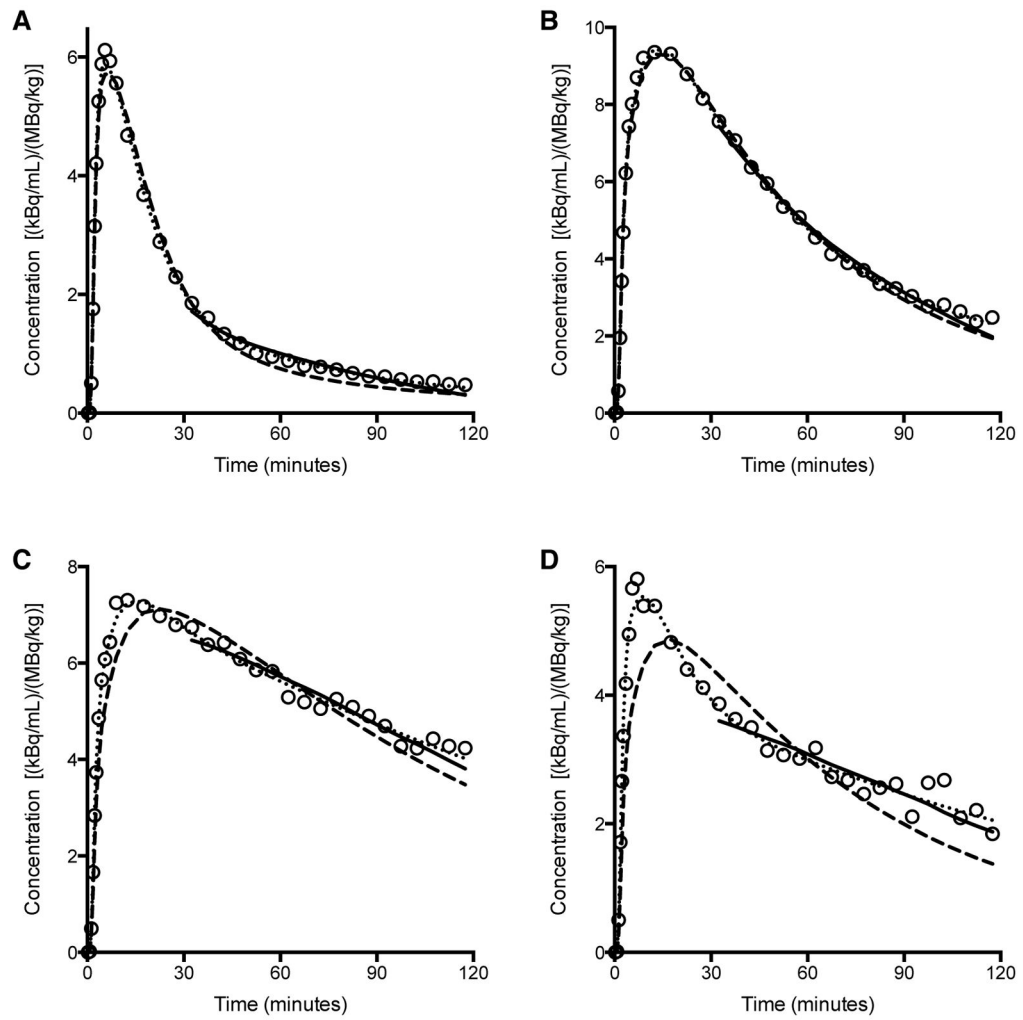 A
Concentration [(kBq/mL)/(MBq/kg)]
6
4
2
0
0 30 60 90 120
Time (minutes)
B
Concentration [(kBq/mL)/(MBq/kg)]
10
8
6
4
2
0
0 30 60 90 120
Time (minutes)
C
Concentration [(kBq/mL)/(MBq/kg)]
8
6
4
2
0
0 30 60 90 120
Time (minutes)
D
Concentration [(kBq/mL)/(MBq/kg)]
6
4
2
0
0 30 60 90 120
Time (minutes)